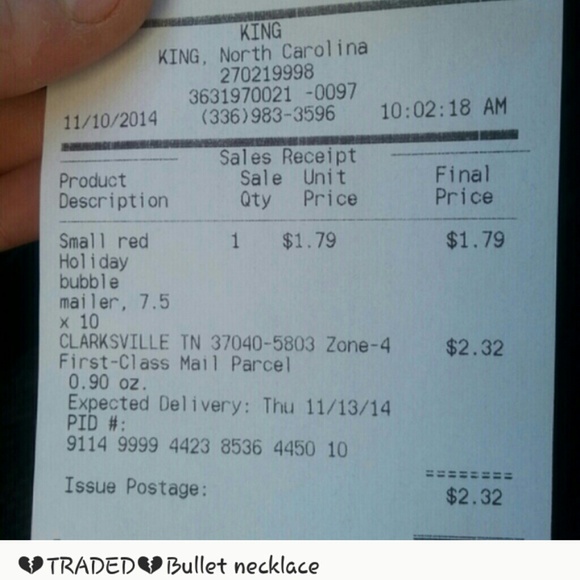 KING
KING, North Carolina
270219998
3631970021 -0097
11/10/2014 (336)983-3596 10:02:18 AM
Sales Receipt
Product Sale Unit Final
Description Qty Price Price
Small red 1 $1.79 $1.79
Holiday
bubble
mailer, 7.5
x 10
CLARKSVILLE TN 37040-5803 Zone-4 $2.32
First-Class Mail Parcel
0.90 oz.
Expected Delivery: Thu 11/13/14
PID #:
9114 9999 4423 8536 4450 10
========
Issue Postage: $2.32
💔TRADED💔Bullet necklace